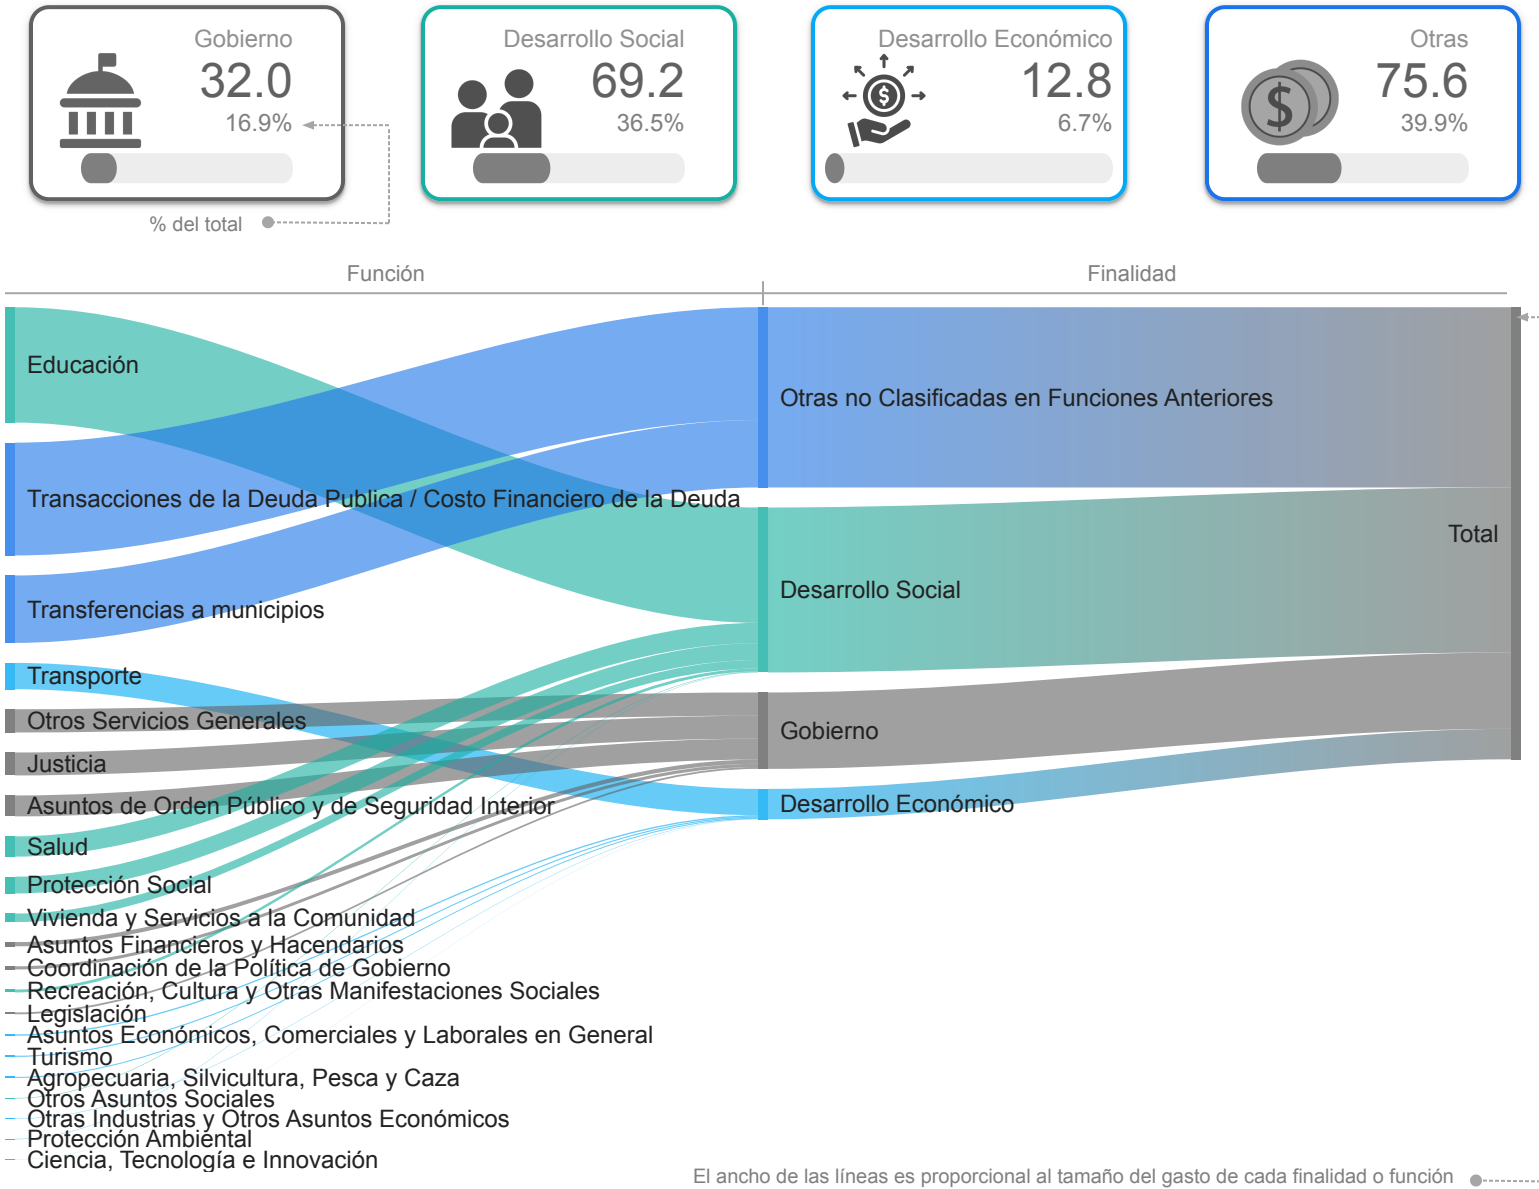 Gobierno
32.0
16.9%
Desarrollo Social
69.2
36.5%
Desarrollo Económico
12.8
6.7%
Otras
75.6
39.9%
$
$
% del total
Función
Finalidad
Educación
Transacciones de la Deuda Publica / Costo Financiero de la Deuda
Transferencias a municipios
Transporte
Otros Servicios Generales
Justicia
Asuntos de Orden Público y de Seguridad Interior
Salud
Protección Social
Vivienda y Servicios a la Comunidad
Asuntos Financieros y Hacendarios
Coordinación de la Política de Gobierno
Recreación, Cultura y Otras Manifestaciones Sociales
Legislación
Asuntos Económicos, Comerciales y Laborales en General
Turismo
Agropecuaria, Silvicultura, Pesca y Caza
Otros Asuntos Sociales
Otras Industrias y Otros Asuntos Económicos
Protección Ambiental
Ciencia, Tecnología e Innovación
Otras no Clasificadas en Funciones Anteriores
Desarrollo Social
Gobierno
Desarrollo Económico
Total
El ancho de las líneas es proporcional al tamaño del gasto de cada finalidad o función